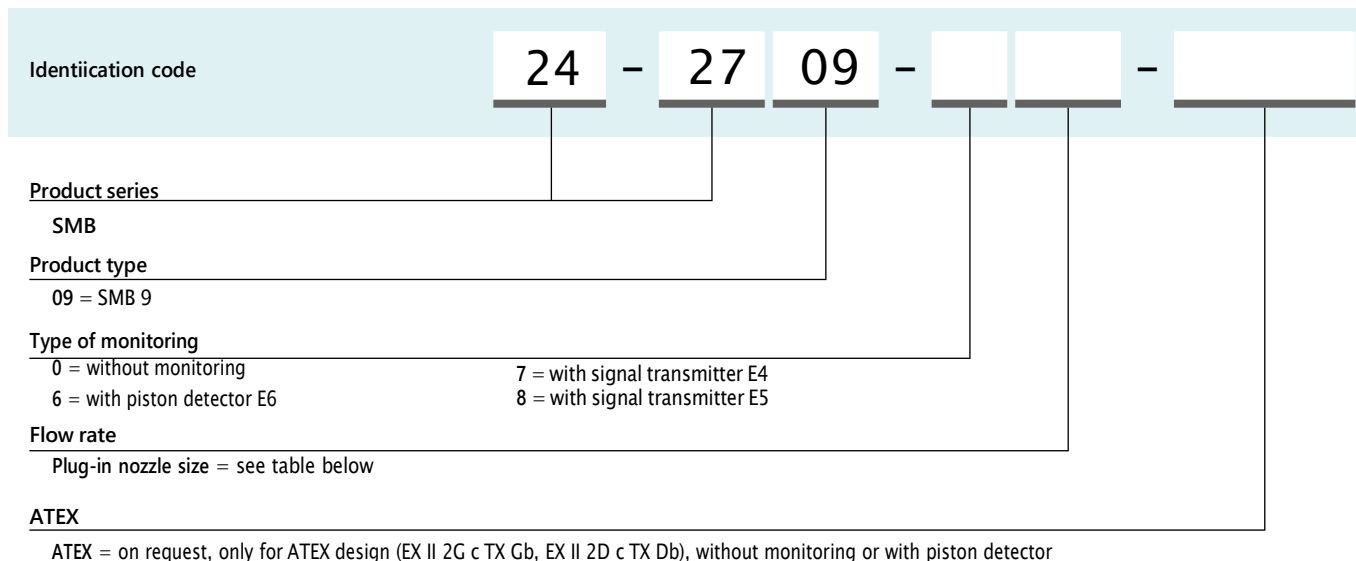 Identiication code 24 – 27 09 – –
Product series
SMB
Product type
09 = SMB 9
Type of monitoring
0 = without monitoring
6 = with piston detector E6
7 = with signal transmitter E4
8 = with signal transmitter E5
Flow rate
Plug-in nozzle size = see table below
ATEX
ATEX = on request, only for ATEX design (EX II 2G c TX Gb, EX II 2D c TX Db), without monitoring or with piston detector